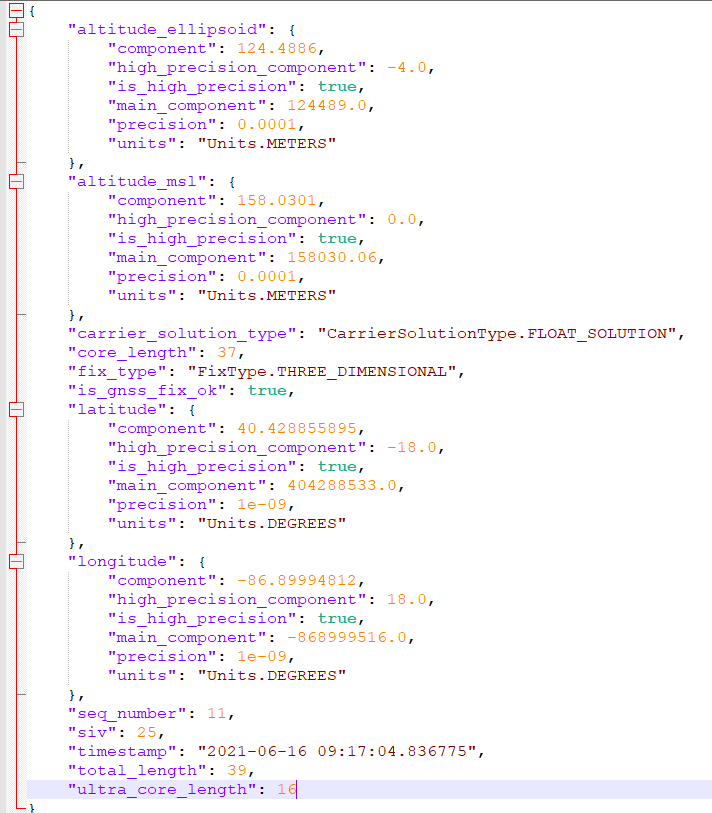 {
"altitude_ellipsoid": {
"component": 124.4886,
"high_precision_component": -4.0,
"is_high_precision": true,
"main_component": 124489.0,
"precision": 0.0001,
"units": "Units.METERS"
},
"altitude_msl": {
"component": 158.0301,
"high_precision_component": 0.0,
"is_high_precision": true,
"main_component": 158030.06,
"precision": 0.0001,
"units": "Units.METERS"
},
"carrier_solution_type": "CarrierSolutionType.FLOAT_SOLUTION",
"core_length": 37,
"fix_type": "FixType.THREE_DIMENSIONAL",
"is_gnss_fix_ok": true,
"latitude": {
"component": 40.428855895,
"high_precision_component": -18.0,
"is_high_precision": true,
"main_component": 404288533.0,
"precision": 1e-09,
"units": "Units.DEGREES"
},
"longitude": {
"component": -86.89994812,
"high_precision_component": 18.0,
"is_high_precision": true,
"main_component": -868999516.0,
"precision": 1e-09,
"units": "Units.DEGREES"
},
"seq_number": 11,
"siv": 25,
"timestamp": "2021-06-16 09:17:04.836775",
"total_length": 39,
"ultra_core_length": 16
}